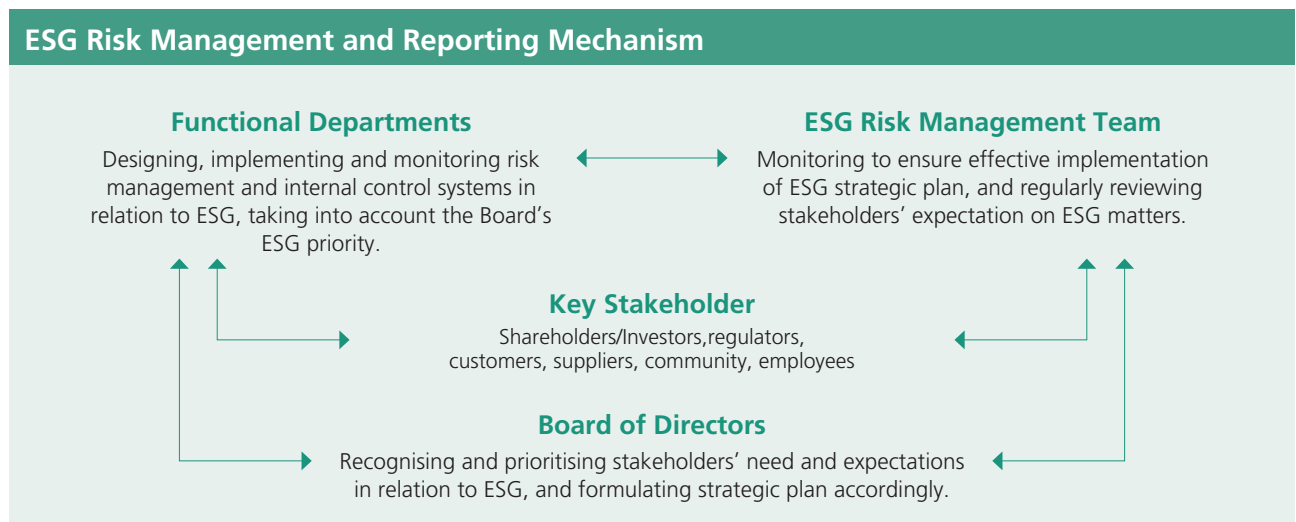 ESG Risk Management and Reporting Mechanism
Functional Departments
Designing, implementing and monitoring risk
management and internal control systems in
relation to ESG, taking into account the Board’s
ESG priority.
ESG Risk Management Team
Monitoring to ensure effective implementation
of ESG strategic plan, and regularly reviewing
stakeholders’ expectation on ESG matters.
Key Stakeholder
Shareholders/Investors,regulators,
customers, suppliers, community, employees
Board of Directors
Recognising and prioritising stakeholders’ need and expectations
in relation to ESG, and formulating strategic plan accordingly.